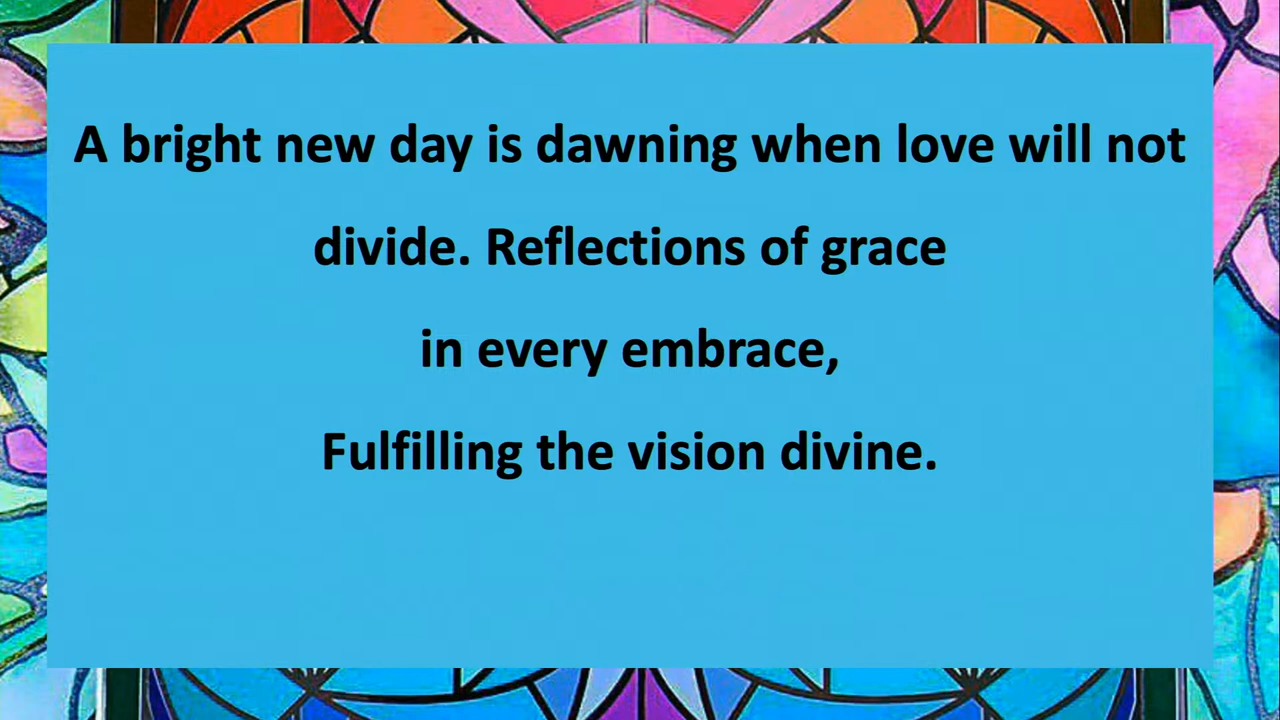 A bright new day is dawning when love will not
divide. Reflections of grace
in every embrace,
Fulfilling the vision divine.